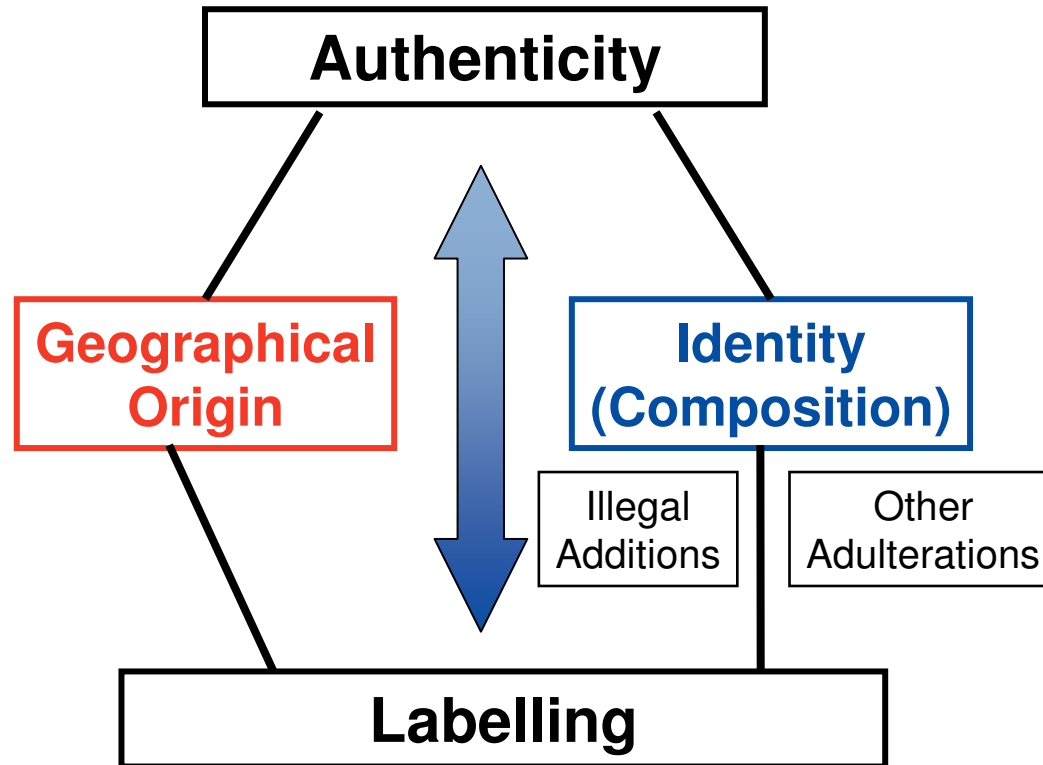 Authenticity
Geographical
Origin
Identity
(Composition)
Illegal
Additions
Other
Adulterations
Labelling